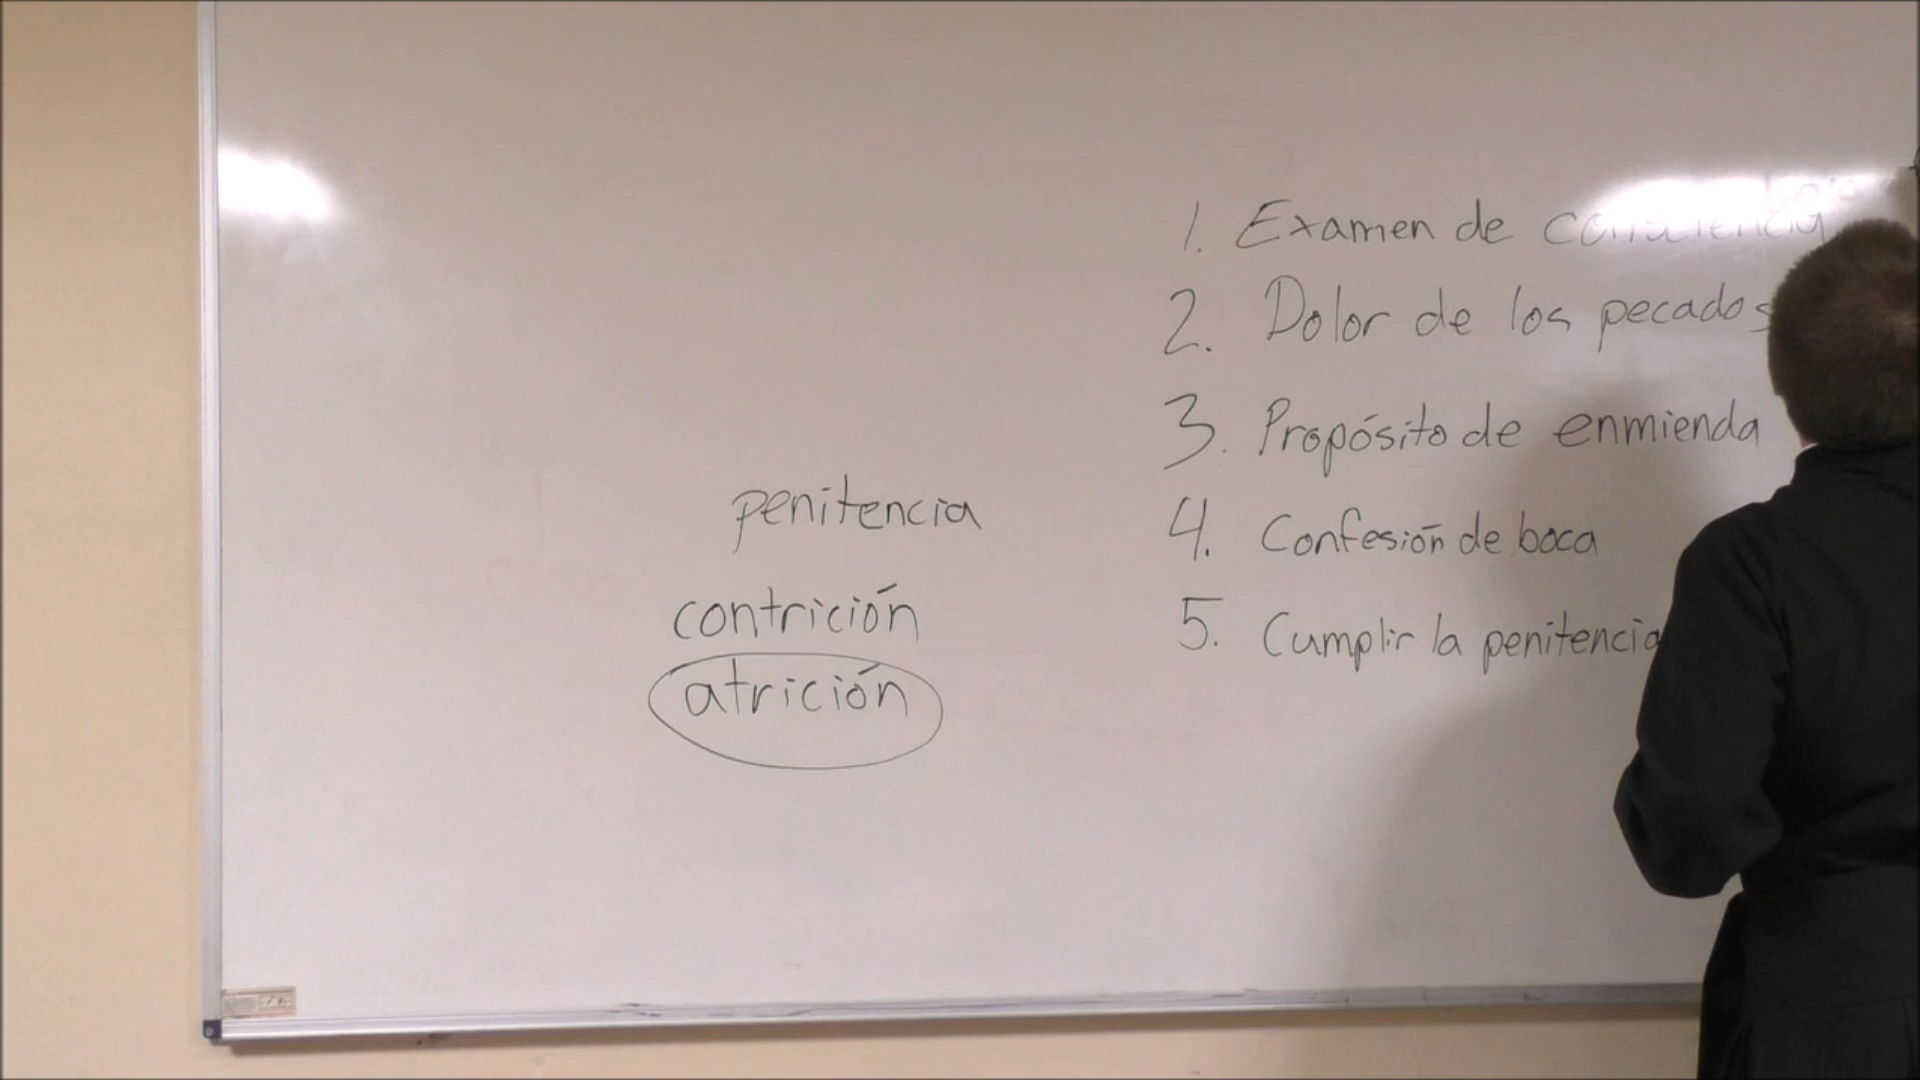 penitencia
contrición
atrición
1. Examen de
2. Dolor de los pecados
3. Propósito de enmienda
4. Confesión de boca
5. Cumplir la penitencia